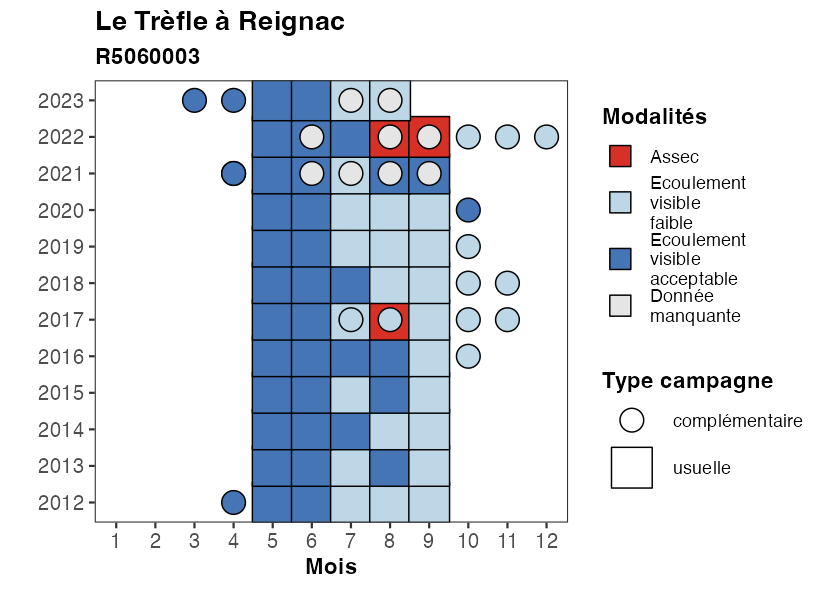 Le Trèfle à Reignac
R5060003
2023
2022
2021
2020
2019
2018
2017
2016
2015
2014
2013
2012
1 2 3 4 5 6 7 8 9 10 11 12
Mois
Modalités
Assec
Ecoulement
visible
faible
Ecoulement
visible
acceptable
Donnée
manquante
Type campagne
complémentaire
usuelle